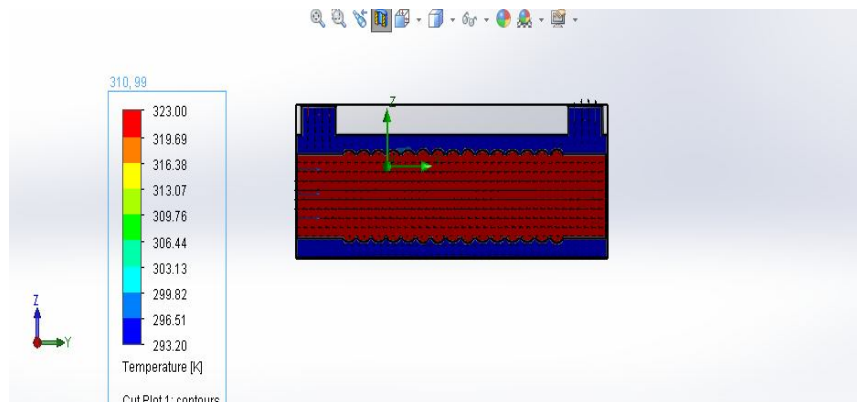 310, 99
323.00
319.69
316.38
313.07
309.76
306.44
303.13
299.82
296.51
293.20
Temperature [K]
Cut Plot 1: contours
Z
Z
Y